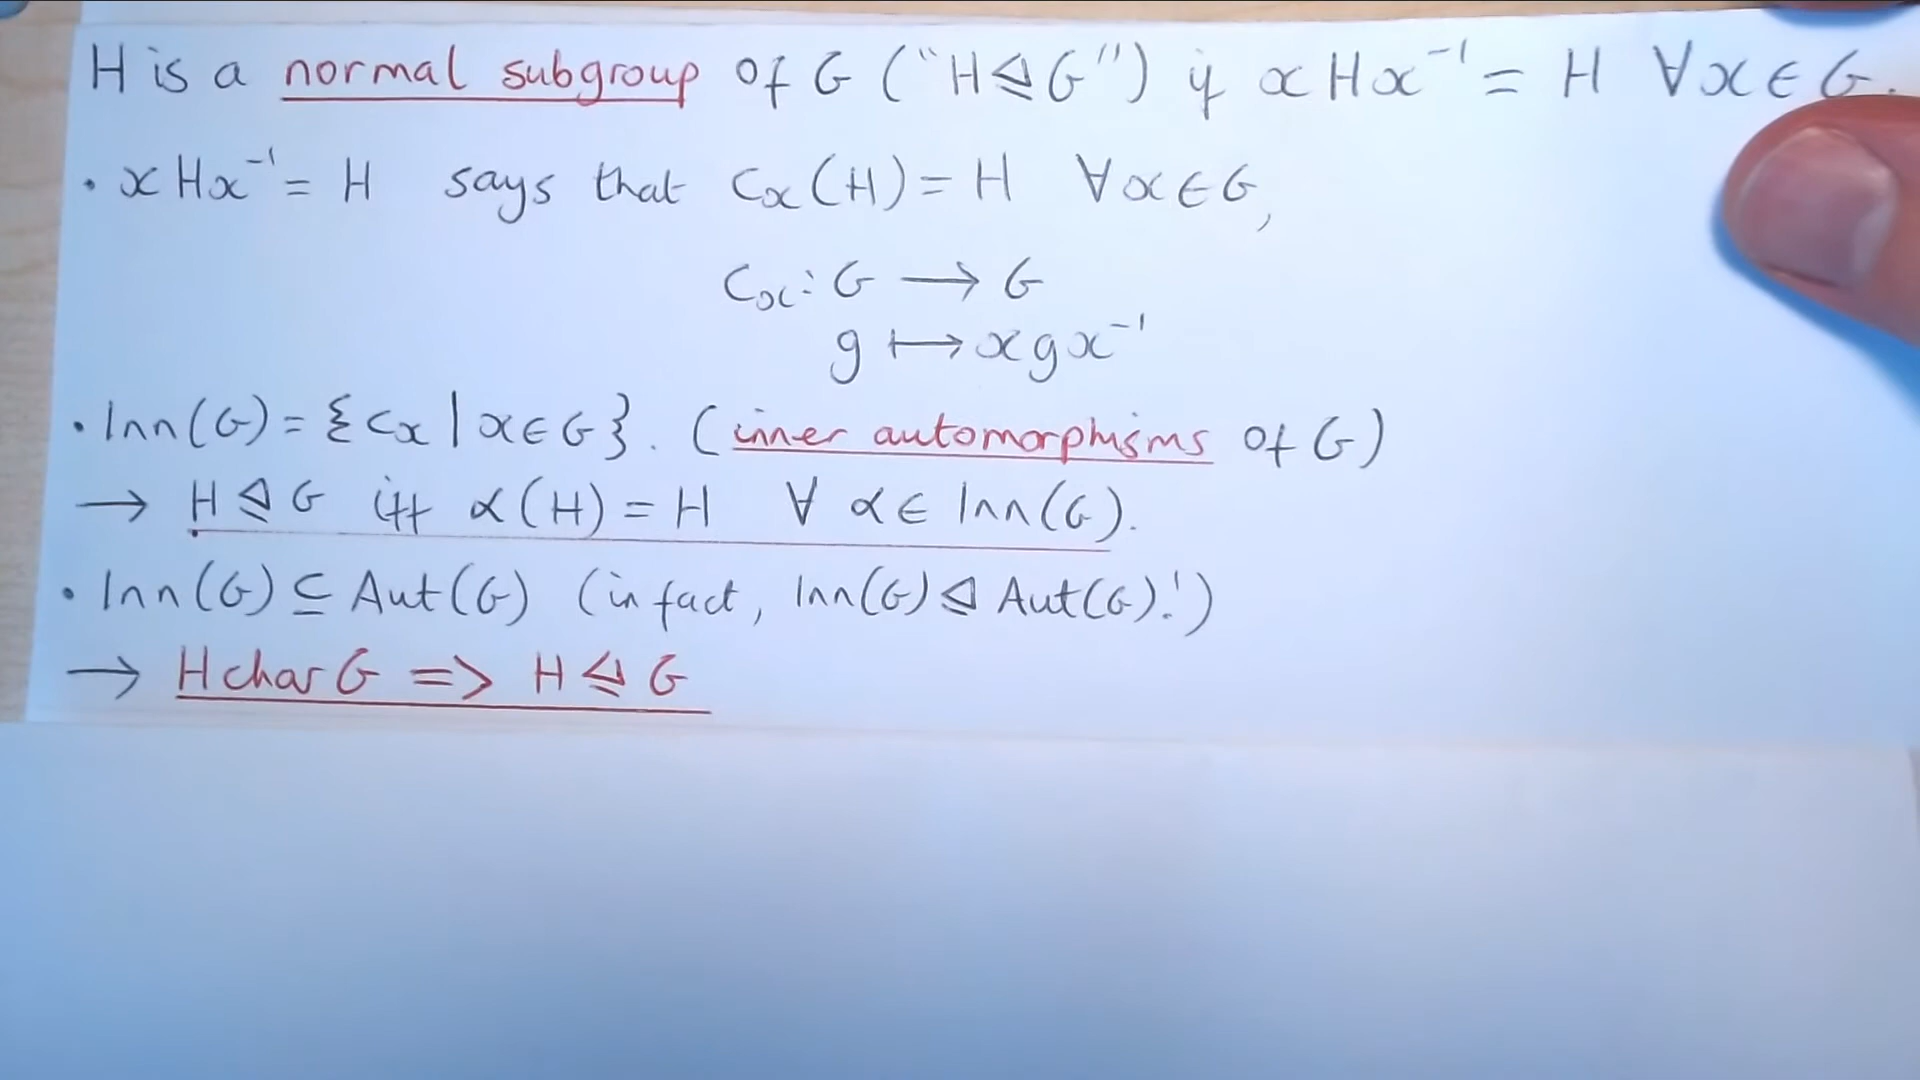 H is a normal subgroup of G ("H⊴G") if xHx⁻¹ = H ∀x∈G.
· xHx⁻¹ = H says that Cₓ(H) = H ∀x∈G,
Cₓ: G → G
g ↦ xgx⁻¹
· Inn(G) = {cₓ | x∈G}. (inner automorphisms of G)
→ H⊴G iff α(H) = H ∀ α∈ Inn(G).
· Inn(G) ⊆ Aut(G) (in fact, Inn(G) ⊴ Aut(G)!)
→ H char G => H ⊴ G